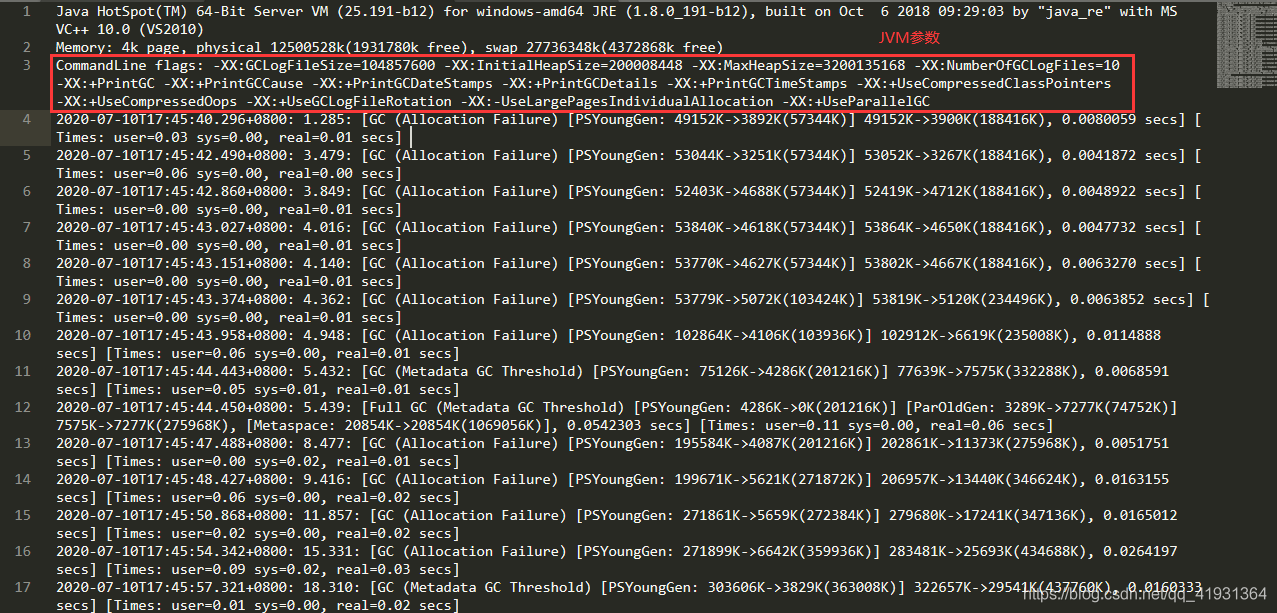 1 Java HotSpot(TM) 64-Bit Server VM (25.191-b12) for windows-amd64 JRE (1.8.0_191-b12), built on Oct  6 2018 09:29:03 by "java_re" with MS
VC++ 10.0 (VS2010)
JVM参数
2 Memory: 4k page, physical 12500528k(1931780k free), swap 27736348k(4372868k free)
3 CommandLine flags: -XX:GCLogFileSize=104857600 -XX:InitialHeapSize=200008448 -XX:MaxHeapSize=3200135168 -XX:NumberOfGCLogFiles=10
-XX:+PrintGC -XX:+PrintGCCause -XX:+PrintGCDateStamps -XX:+PrintGCDetails -XX:+PrintGCTimeStamps -XX:+UseCompressedClassPointers
-XX:+UseCompressedOops -XX:+UseGCLogFileRotation -XX:-UseLargePagesIndividualAllocation -XX:+UseParallelGC
4 2020-07-10T17:45:40.296+0800: 1.285: [GC (Allocation Failure) [PSYoungGen: 49152K->3892K(57344K)] 49152K->3900K(188416K), 0.0080059 secs] [
Times: user=0.03 sys=0.00, real=0.01 secs]
5 2020-07-10T17:45:42.490+0800: 3.479: [GC (Allocation Failure) [PSYoungGen: 53044K->3251K(57344K)] 53052K->3267K(188416K), 0.0041872 secs] [
Times: user=0.06 sys=0.00, real=0.00 secs]
6 2020-07-10T17:45:42.860+0800: 3.849: [GC (Allocation Failure) [PSYoungGen: 52403K->4688K(57344K)] 52419K->4712K(188416K), 0.0048922 secs] [
Times: user=0.00 sys=0.00, real=0.01 secs]
7 2020-07-10T17:45:43.027+0800: 4.016: [GC (Allocation Failure) [PSYoungGen: 53840K->4618K(57344K)] 53864K->4650K(188416K), 0.0047732 secs] [
Times: user=0.00 sys=0.00, real=0.01 secs]
8 2020-07-10T17:45:43.151+0800: 4.140: [GC (Allocation Failure) [PSYoungGen: 53770K->4627K(57344K)] 53802K->4667K(188416K), 0.0063270 secs] [
Times: user=0.00 sys=0.00, real=0.01 secs]
9 2020-07-10T17:45:43.374+0800: 4.362: [GC (Allocation Failure) [PSYoungGen: 53779K->5072K(103424K)] 53819K->5120K(234496K), 0.0063852 secs] [
Times: user=0.00 sys=0.00, real=0.01 secs]
10 2020-07-10T17:45:43.958+0800: 4.948: [GC (Allocation Failure) [PSYoungGen: 102864K->4106K(103936K)] 102912K->6619K(235008K), 0.0114888
secs] [Times: user=0.06 sys=0.00, real=0.01 secs]
11 2020-07-10T17:45:44.443+0800: 5.432: [GC (Metadata GC Threshold) [PSYoungGen: 75126K->4286K(201216K)] 77639K->7575K(332288K), 0.0068591
secs] [Times: user=0.05 sys=0.01, real=0.01 secs]
12 2020-07-10T17:45:44.450+0800: 5.439: [Full GC (Metadata GC Threshold) [PSYoungGen: 4286K->0K(201216K)] [ParOldGen: 3289K->7277K(74752K)]
7575K->7277K(275968K), [Metaspace: 20854K->20854K(1069056K)], 0.0542303 secs] [Times: user=0.11 sys=0.00, real=0.06 secs]
13 2020-07-10T17:45:47.488+0800: 8.477: [GC (Allocation Failure) [PSYoungGen: 195584K->4087K(201216K)] 202861K->11373K(275968K), 0.0051751
secs] [Times: user=0.00 sys=0.02, real=0.01 secs]
14 2020-07-10T17:45:48.427+0800: 9.416: [GC (Allocation Failure) [PSYoungGen: 199671K->5621K(271872K)] 206957K->13440K(346624K), 0.0163155
secs] [Times: user=0.06 sys=0.00, real=0.02 secs]
15 2020-07-10T17:45:50.868+0800: 11.857: [GC (Allocation Failure) [PSYoungGen: 271861K->5659K(272384K)] 279680K->17241K(347136K), 0.0165012
secs] [Times: user=0.02 sys=0.00, real=0.02 secs]
16 2020-07-10T17:45:54.342+0800: 15.331: [GC (Allocation Failure) [PSYoungGen: 271899K->6642K(359936K)] 283481K->25693K(434688K), 0.0264197
secs] [Times: user=0.09 sys=0.02, real=0.03 secs]
17 2020-07-10T17:45:57.321+0800: 18.310: [GC (Metadata GC Threshold) [PSYoungGen: 303606K->3829K(363008K)] 322657K->29541K(437760K), 0.0160333
secs] [Times: user=0.01 sys=0.00, real=0.02 secs]
https://blog.csdn.net/qq_41931364